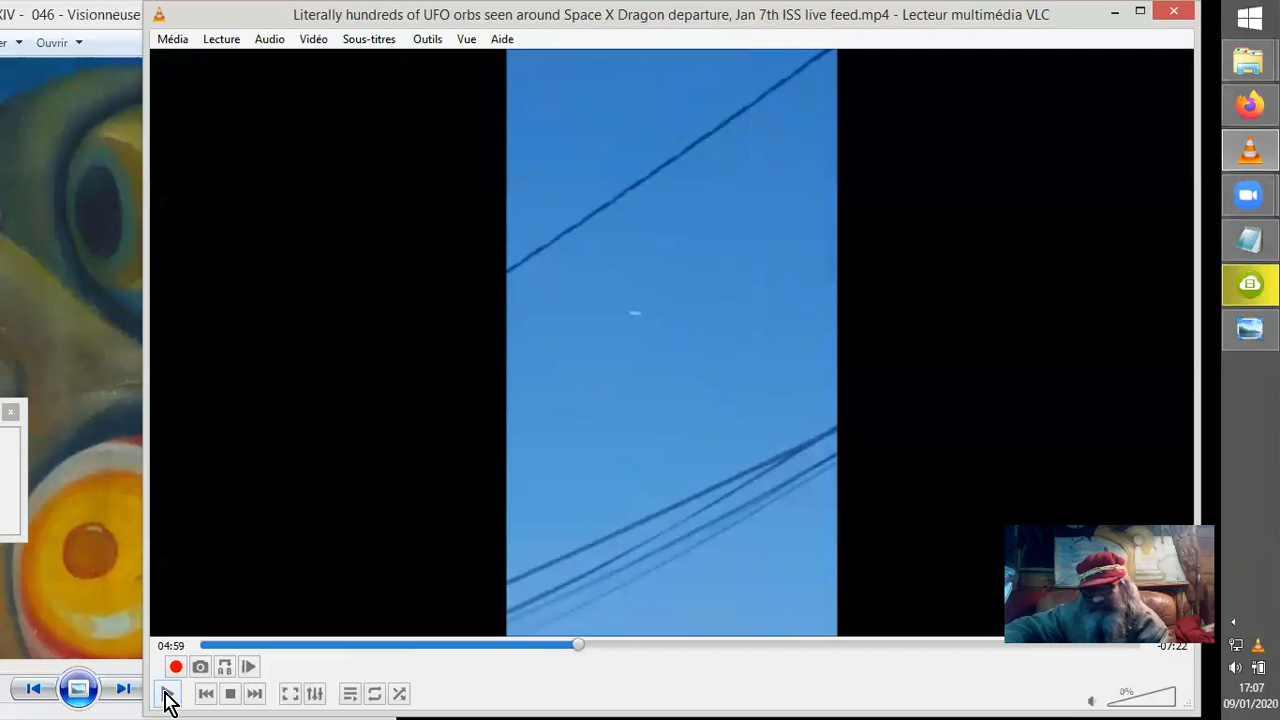 XIV - 046 - Visionneuse
Literally hundreds of UFO orbs seen around Space X Dragon departure, Jan 7th ISS live feed.mp4 - Lecteur multimédia VLC
Ouvrir
Média Lecture Audio Vidéo Sous-titres Outils Vue Aide
04:59
-07:22
0%
17:07
09/01/2020